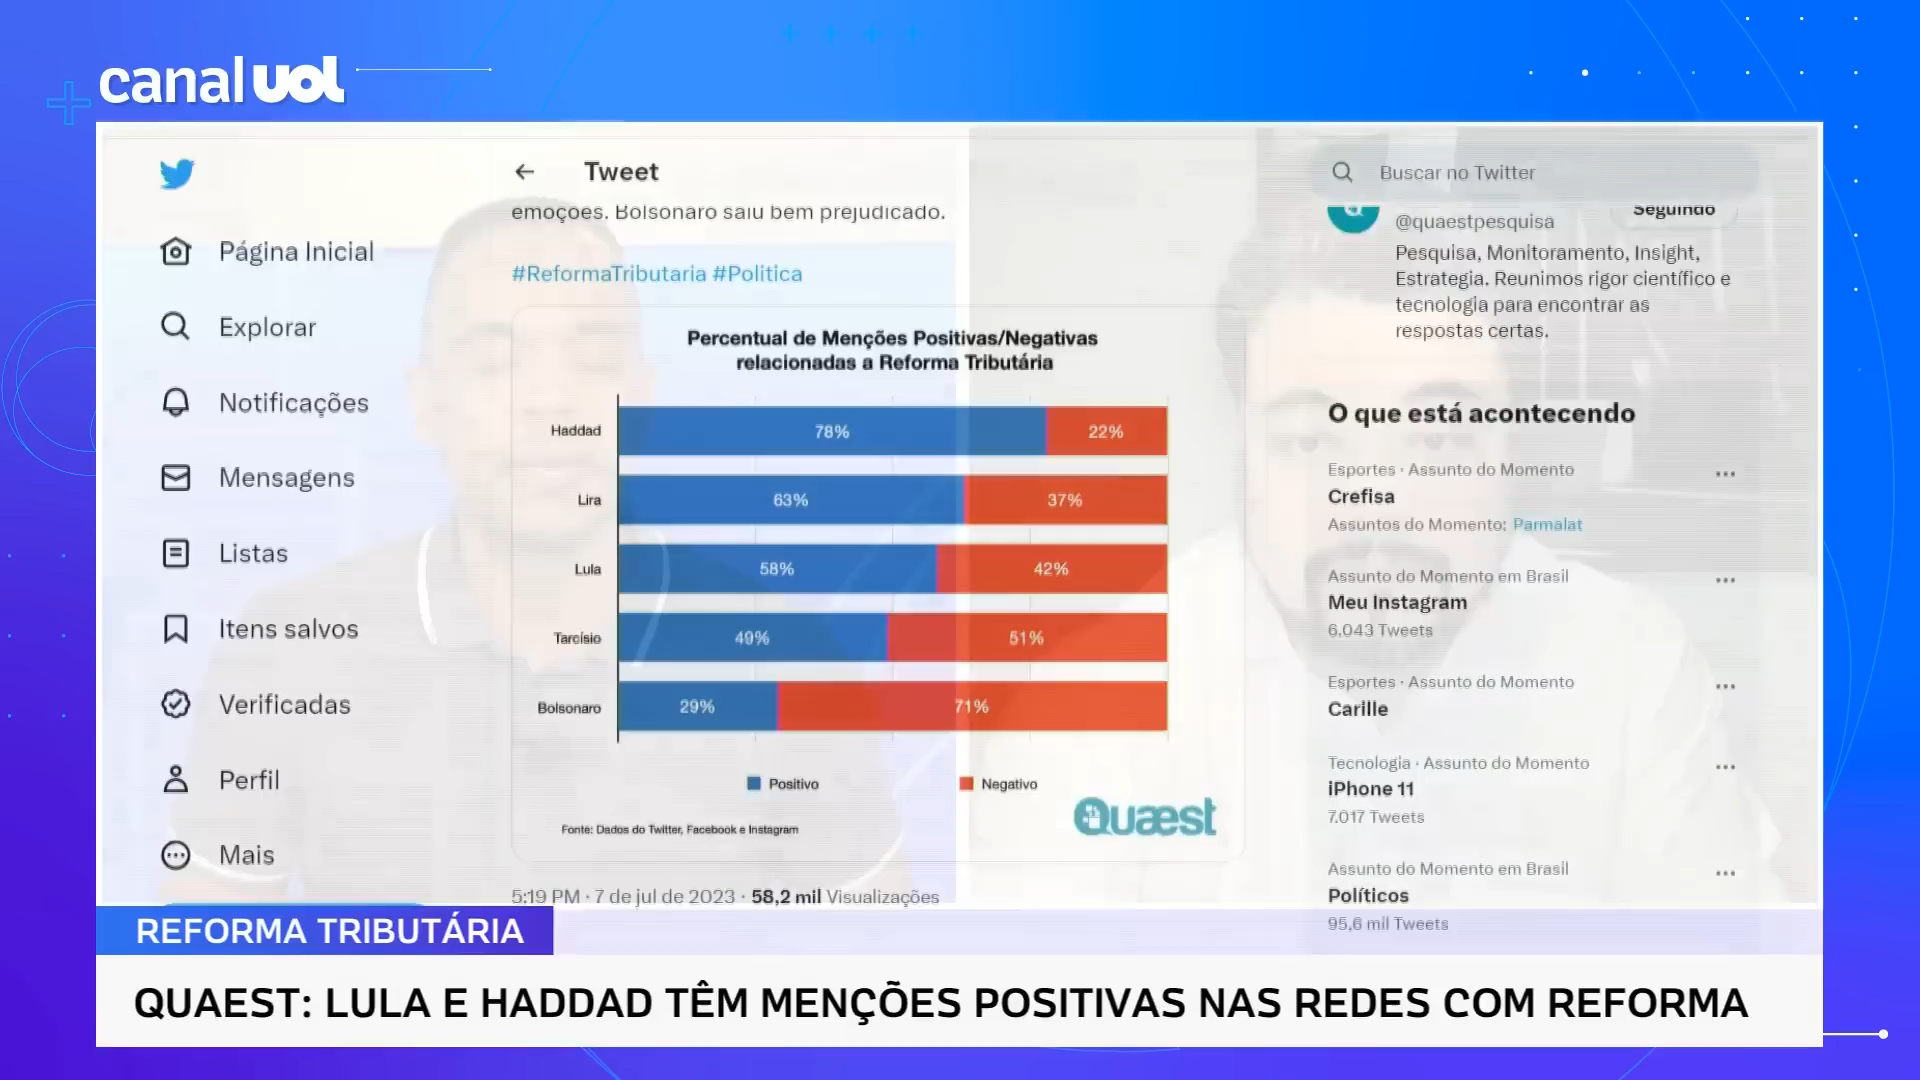 canal uol
Tweet
emoções. Bolsonaro saiu bem prejudicado.
#ReformaTributaria #Politica
Página Inicial
Explorar
Notificações
Mensagens
Listas
Itens salvos
Verificadas
Perfil
Mais
Percentual de Menções Positivas/Negativas
relacionadas a Reforma Tributária
Haddad 78% 22%
Lira 63% 37%
Lula 58% 42%
Tarcísio 49% 51%
Bolsonaro 29% 71%
Positivo Negativo
Quæst
Fonte: Dados do Twitter, Facebook e Instagram
5:19 PM · 7 de jul de 2023 · 58,2 mil Visualizações
Buscar no Twitter
Seguindo
@quaestpesquisa
Pesquisa, Monitoramento, Insight,
Estrategia. Reunimos rigor científico e
tecnologia para encontrar as
respostas certas.
O que está acontecendo
Esportes · Assunto do Momento
Crefisa
Assuntos do Momento: Parmalat
Assunto do Momento em Brasil
Meu Instagram
6.043 Tweets
Esportes · Assunto do Momento
Carille
Tecnologia · Assunto do Momento
iPhone 11
7.017 Tweets
Assunto do Momento em Brasil
Políticos
95,6 mil Tweets
REFORMA TRIBUTÁRIA
QUAEST: LULA E HADDAD TÊM MENÇÕES POSITIVAS NAS REDES COM REFORMA